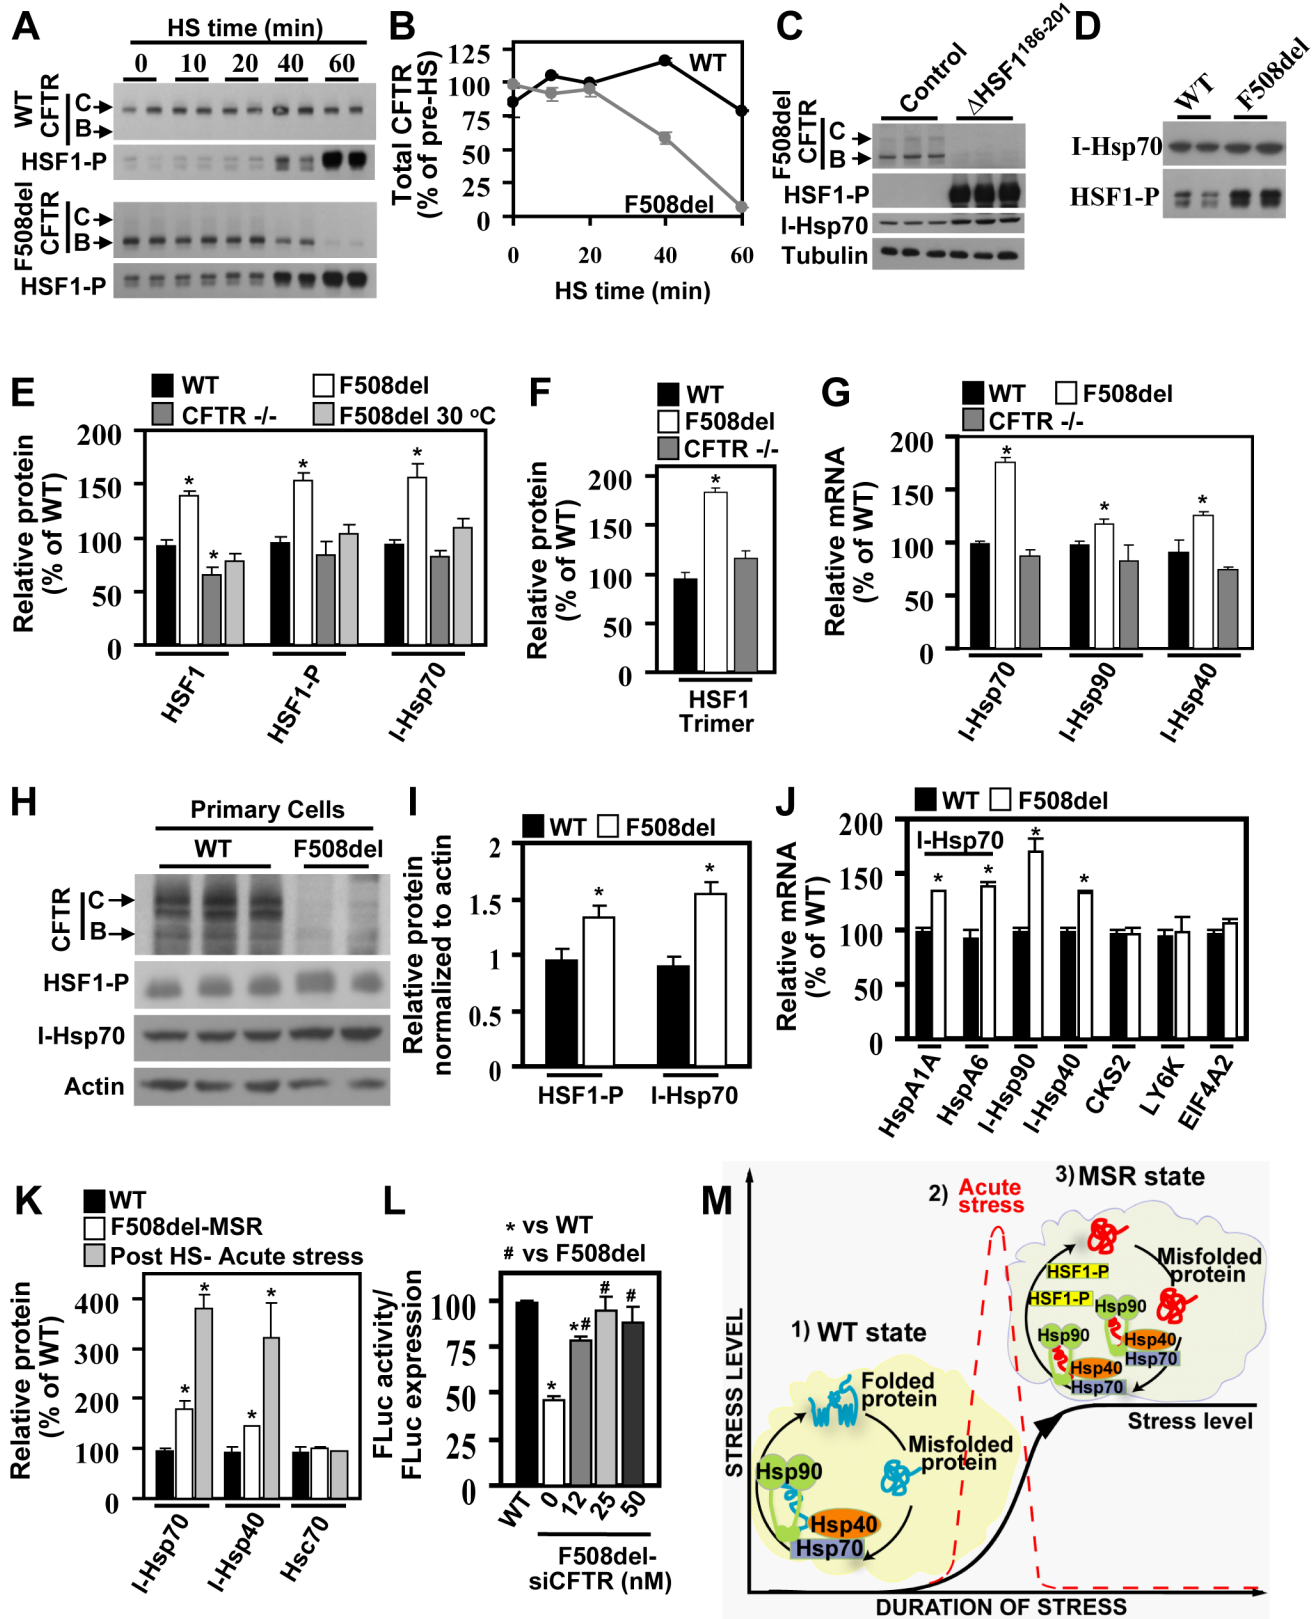 A
HS time (min)
0 10 20 40 60
WT
CFTR
C
B
HSF1-P
F508del
CFTR
C
B
HSF1-P
B
Total CFTR
(% of pre-HS)
125
100
75
50
25
0
WT
F508del
0 20 40 60
HS time (min)
C
Control
ΔHSF1 186-201
F508del
CFTR
C
B
HSF1-P
I-Hsp70
Tubulin
D
WT F508del
I-Hsp70
HSF1-P
E
WT F508del
CFTR -/- F508del 30 °C
Relative protein
(% of WT)
200
150
100
50
0
* * * *
HSF1 HSF1-P I-Hsp70
F
WT
F508del
CFTR -/-
Relative protein
(% of WT)
200
150
100
50
0
*
HSF1
Trimer
G
WT F508del
CFTR -/-
Relative mRNA
(% of WT)
200
150
100
50
0
* * *
I-Hsp70 I-Hsp90 I-Hsp40
H
Primary Cells
WT F508del
CFTR
C
B
HSF1-P
I-Hsp70
Actin
I
WT F508del
Relative protein
normalized to actin
2
1.5
1
0.5
0
* *
HSF1-P I-Hsp70
J
WT F508del
Relative mRNA
(% of WT)
200
150
100
50
0
I-Hsp70
* * * *
HspA1A HspA6 I-Hsp90 I-Hsp40 CKS2 LY6K EIF4A2
K
WT
F508del-MSR
Post HS- Acute stress
Relative protein
(% of WT)
400
300
200
100
0
* * * *
I-Hsp70 I-Hsp40 Hsc70
L
* vs WT
# vs F508del
FLuc activity/
FLuc expression
100
75
50
25
0
* *# # #
WT 0 12 25 50
F508del-
siCFTR (nM)
M
STRESS LEVEL
1) WT state
Folded
protein
Misfolded
protein
Hsp90
Hsp40
Hsp70
2) Acute
stress
3) MSR state
Misfolded
protein
HSF1-P
HSF1-P
Hsp90
Hsp90
Hsp40
Hsp70
Hsp40
Hsp70
Stress level
DURATION OF STRESS